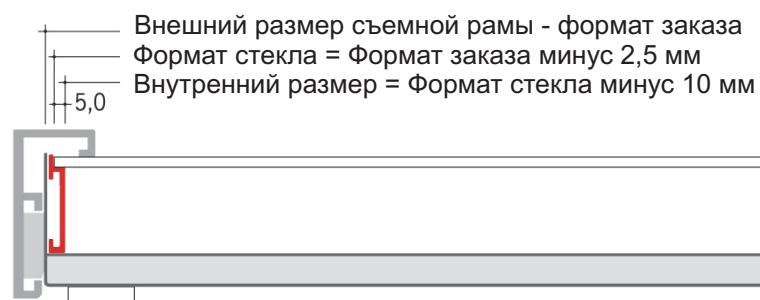 Внешний размер съемной рамы - формат заказа
Формат стекла = Формат заказа минус 2,5 мм
Внутренний размер = Формат стекла минус 10 мм
5,0